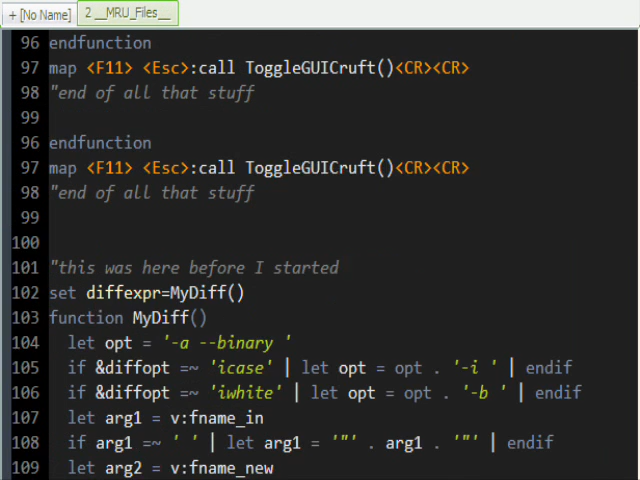 + [No Name] 2 __MRU_Files__
96 endfunction
97 map <F11> <Esc>:call ToggleGUICruft()<CR><CR>
98 "end of all that stuff
99
96 endfunction
97 map <F11> <Esc>:call ToggleGUICruft()<CR><CR>
98 "end of all that stuff
99
100
101 "this was here before I started
102 set diffexpr=MyDiff()
103 function MyDiff()
104   let opt = '-a --binary '
105   if &diffopt =~ 'icase' | let opt = opt . '-i ' | endif
106   if &diffopt =~ 'iwhite' | let opt = opt . '-b ' | endif
107   let arg1 = v:fname_in
108   if arg1 =~ ' ' | let arg1 = '"' . arg1 . '"' | endif
109   let arg2 = v:fname_new